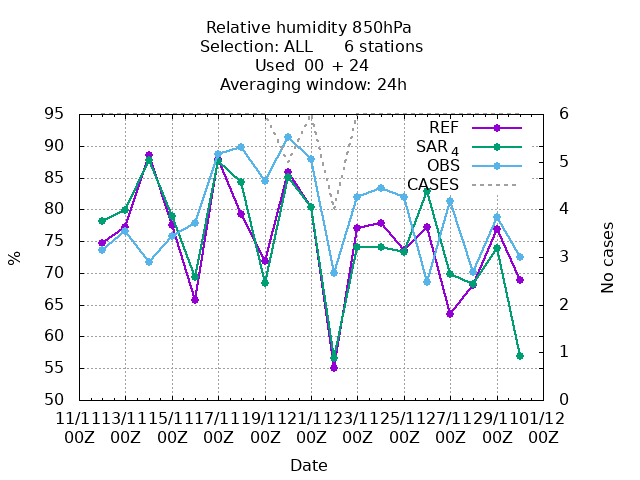 Relative humidity 850hPa
Selection: ALL      6 stations
Used  00 + 24
Averaging window: 24h
95
90
85
80
75
70
65
60
55
50
6
5
4
3
2
1
0
REF
SAR 4
OBS
CASES
%
No cases
11/11 13/11 15/11 17/11 19/11 21/11 23/11 25/11 27/11 29/11 01/12
00Z 00Z 00Z 00Z 00Z 00Z 00Z 00Z 00Z 00Z 00Z
Date